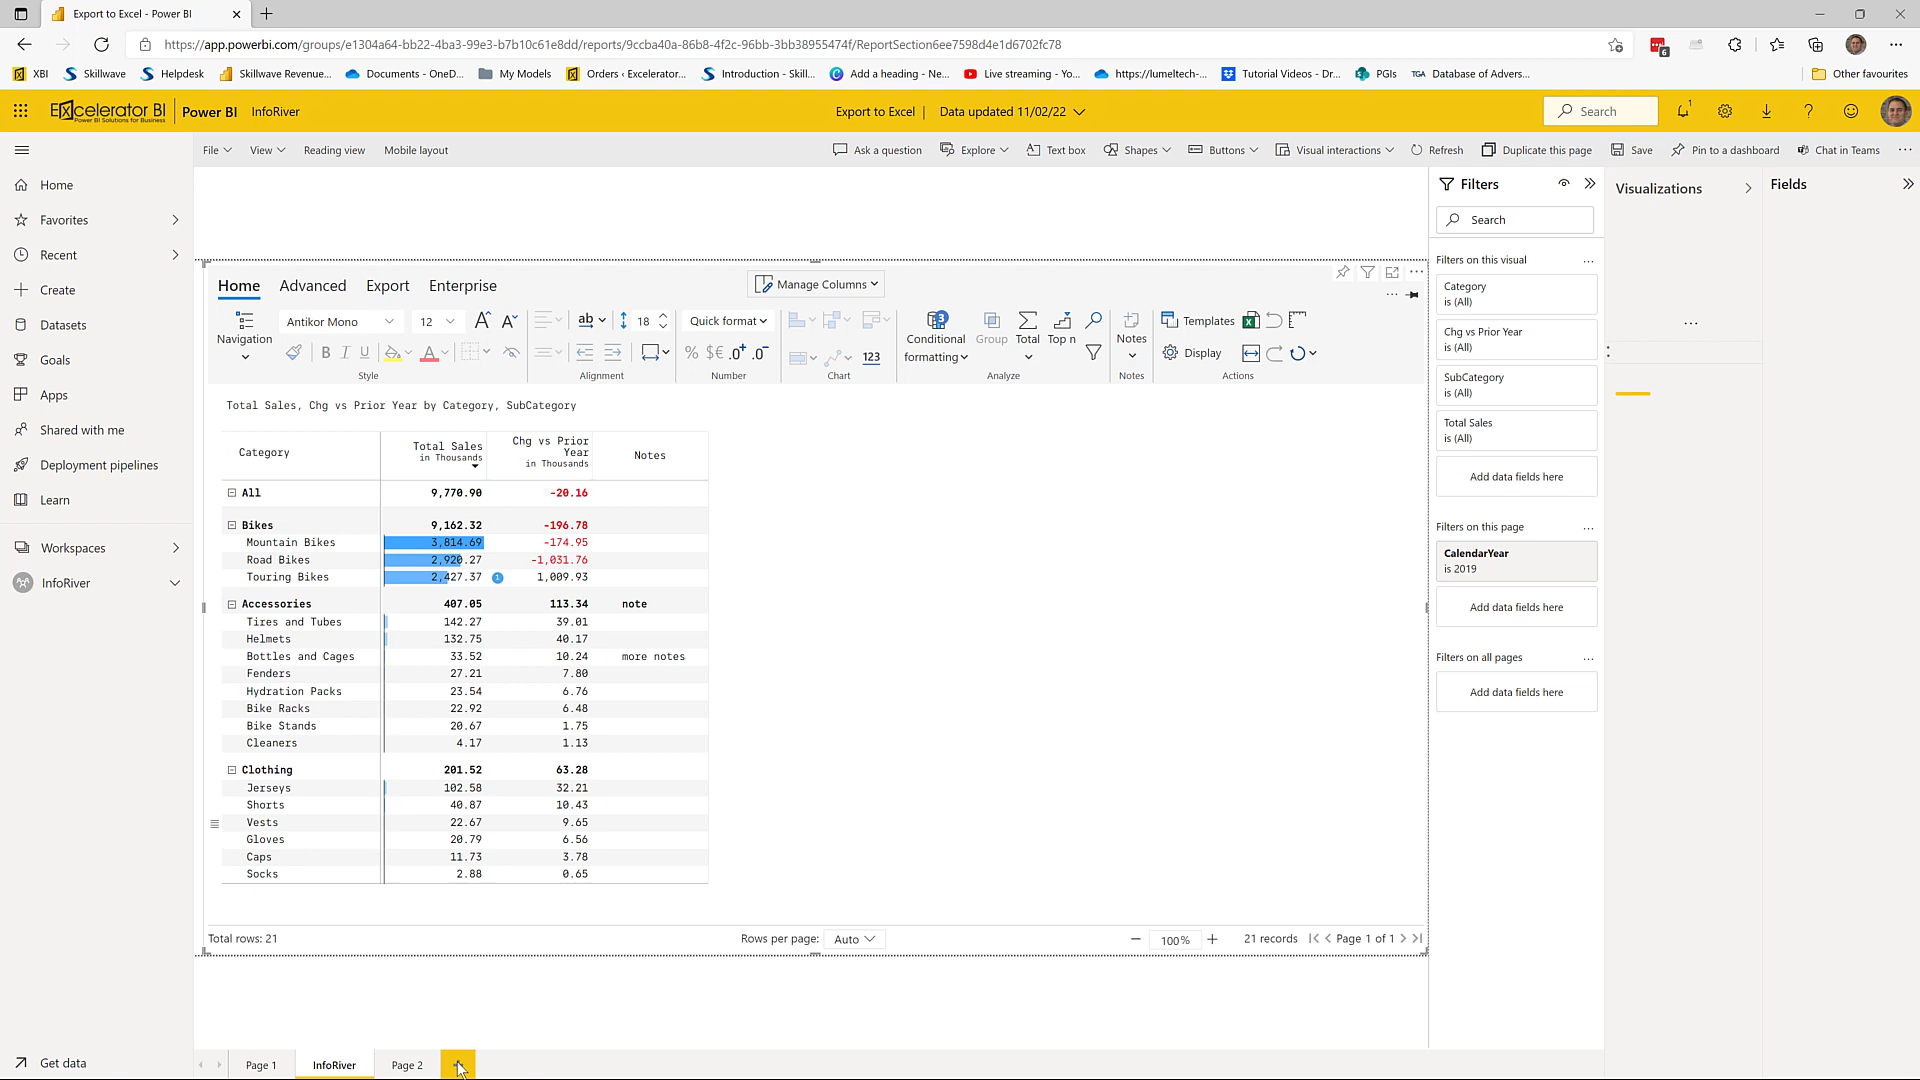 Export to Excel - Power BI
https://app.powerbi.com/groups/e1304a64-bb22-4ba3-99e3-b7b10c61e8dd/reports/9ccba40a-86b8-4f2c-96bb-3bb38955474f/ReportSection6ee7598d4e1d6702fc78
6
XBI Skillwave Helpdesk Skillwave Revenue... Documents - OneD... My Models Orders ‹ Excelerator... Introduction - Skill... Add a heading - Ne... Live streaming - Yo... https://lumeltech-... Tutorial Videos - Dr... PGIs TGA Database of Advers... Other favourites
Excelerator BI
Power BI Solutions for Business
Power BI InfoRiver
Export to Excel | Data updated 11/02/22
Search
1
File View Reading view Mobile layout
Ask a question Explore Text box Shapes Buttons Visual interactions Refresh Duplicate this page Save Pin to a dashboard Chat in Teams
Home
Favorites
Recent
Create
Datasets
Goals
Apps
Shared with me
Deployment pipelines
Learn
Workspaces
InfoRiver
Get data
Home Advanced Export Enterprise
Manage Columns
Navigation
Antikor Mono 12
B I U A
Style
ab 18
Alignment
Quick format
% $€ .0 .0
Number
123
Chart
3
Conditional formatting
Group
Total
Top n
Analyze
Notes
Notes
Templates
Display
Actions
Total Sales, Chg vs Prior Year by Category, SubCategory
Category Total Sales in Thousands Chg vs Prior Year in Thousands Notes
All 9,770.90 -20.16
Bikes 9,162.32 -196.78
Mountain Bikes 3,814.69 -174.95
Road Bikes 2,920.27 -1,031.76
Touring Bikes 2,427.37 1 1,009.93
Accessories 407.05 113.34 note
Tires and Tubes 142.27 39.01
Helmets 132.75 40.17
Bottles and Cages 33.52 10.24 more notes
Fenders 27.21 7.80
Hydration Packs 23.54 6.76
Bike Racks 22.92 6.48
Bike Stands 20.67 1.75
Cleaners 4.17 1.13
Clothing 201.52 63.28
Jerseys 102.58 32.21
Shorts 40.87 10.43
Vests 22.67 9.65
Gloves 20.79 6.56
Caps 11.73 3.78
Socks 2.88 0.65
Total rows: 21
Rows per page: Auto
100%
21 records
Page 1 of 1
Page 1 InfoRiver Page 2
Filters
Search
Filters on this visual
Category
is (All)
Chg vs Prior Year
is (All)
SubCategory
is (All)
Total Sales
is (All)
Add data fields here
Filters on this page
CalendarYear
is 2019
Add data fields here
Filters on all pages
Add data fields here
Visualizations
Fields